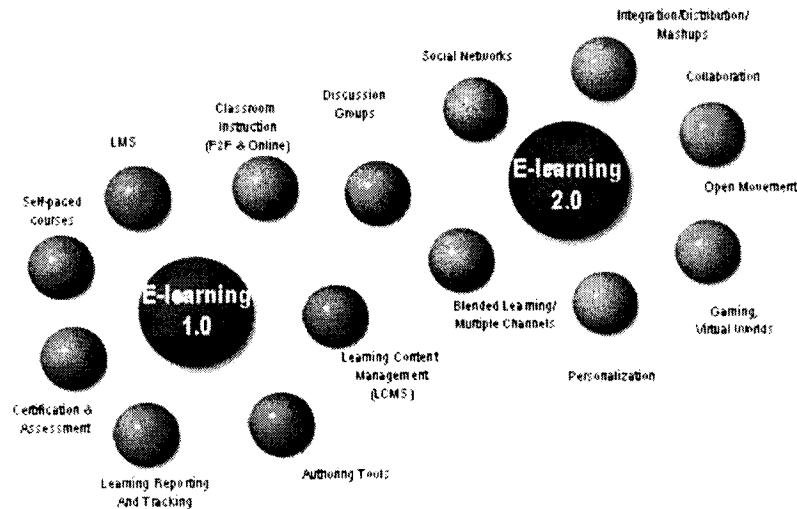 Integration/Distribution/
Mashups
Social Networks
Collaboration
Discussion
Groups
Classroom
Instruction
(F2F & Online)
LMS
E-learning
2.0
Open Movement
Self-paced
courses
E-learning
1.0
Blended Learning/
Multiple Channels
Gaming,
Virtual Worlds
Learning Content
Management
(LCMS)
Personalization
Certification &
Assessment
Authoring Tools
Learning Reporting
And Tracking